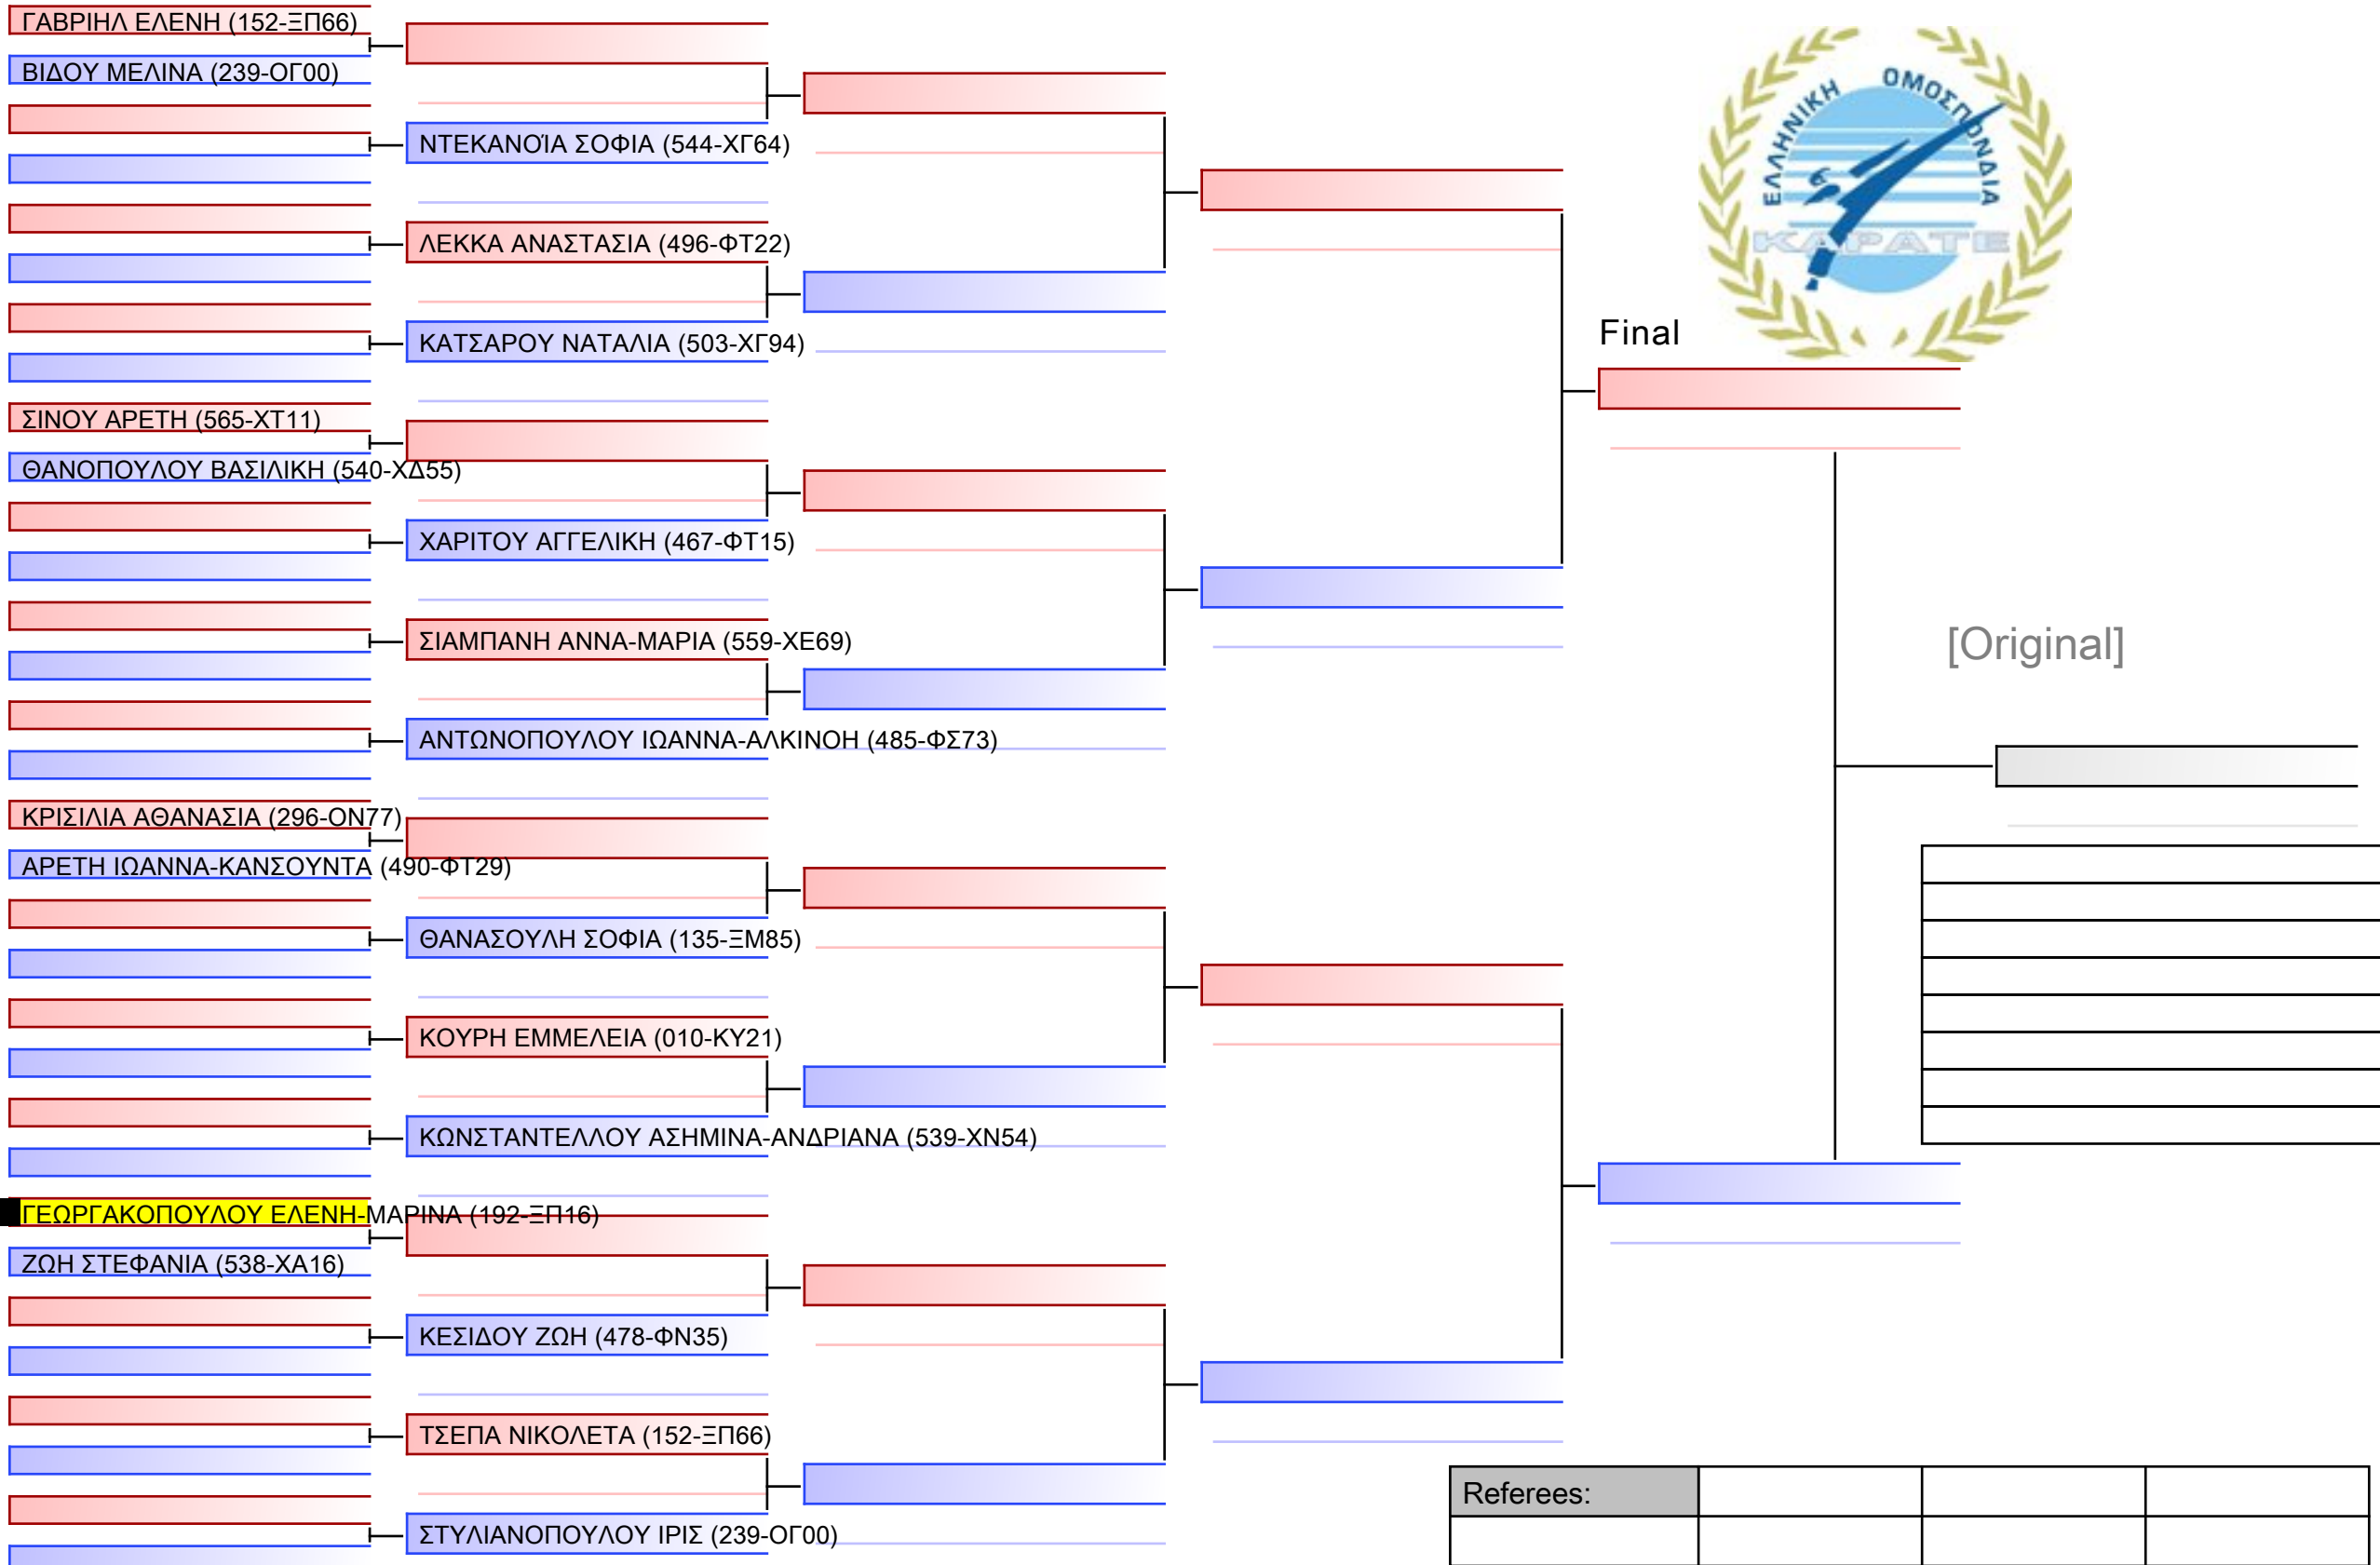 ΓΑΒΡΙΗΛ ΕΛΕΝΗ (152-ΞΠ66)
ΒΙΔΟΥ ΜΕΛΙΝΑ (239-ΟΓ00)
ΝΤΕΚΑΝΟΪΑ ΣΟΦΙΑ (544-ΧΓ64)
ΛΕΚΚΑ ΑΝΑΣΤΑΣΙΑ (496-ΦΤ22)
ΚΑΤΣΑΡΟΥ ΝΑΤΑΛΙΑ (503-ΧΓ94)
ΣΙΝΟΥ ΑΡΕΤΗ (565-ΧΤ11)
ΘΑΝΟΠΟΥΛΟΥ ΒΑΣΙΛΙΚΗ (540-ΧΔ55)
ΧΑΡΙΤΟΥ ΑΓΓΕΛΙΚΗ (467-ΦΤ15)
ΣΙΑΜΠΑΝΗ ΑΝΝΑ-ΜΑΡΙΑ (559-ΧΕ69)
ΑΝΤΩΝΟΠΟΥΛΟΥ ΙΩΑΝΝΑ-ΑΛΚΙΝΟΗ (485-ΦΣ73)
ΚΡΙΣΙΛΙΑ ΑΘΑΝΑΣΙΑ (296-ΟΝ77)
ΑΡΕΤΗ ΙΩΑΝΝΑ-ΚΑΝΣΟΥΝΤΑ (490-ΦΤ29)
ΘΑΝΑΣΟΥΛΗ ΣΟΦΙΑ (135-ΞΜ85)
ΚΟΥΡΗ ΕΜΜΕΛΕΙΑ (010-ΚΥ21)
ΚΩΝΣΤΑΝΤΕΛΛΟΥ ΑΣΗΜΙΝΑ-ΑΝΔΡΙΑΝΑ (539-ΧΝ54)
ΓΕΩΡΓΑΚΟΠΟΥΛΟΥ ΕΛΕΝΗ-ΜΑΡΙΝΑ (192-ΞΠ16)
ΖΩΗ ΣΤΕΦΑΝΙΑ (538-ΧΑ16)
ΚΕΣΙΔΟΥ ΖΩΗ (478-ΦΝ35)
ΤΣΕΠΑ ΝΙΚΟΛΕΤΑ (152-ΞΠ66)
ΣΤΥΛΙΑΝΟΠΟΥΛΟΥ ΙΡΙΣ (239-ΟΓ00)
Final
ΕΛΛΗΝΙΚΗ ΟΜΟΣΠΟΝΔΙΑ
ΚΑΡΑΤΕ
[Original]
Referees: